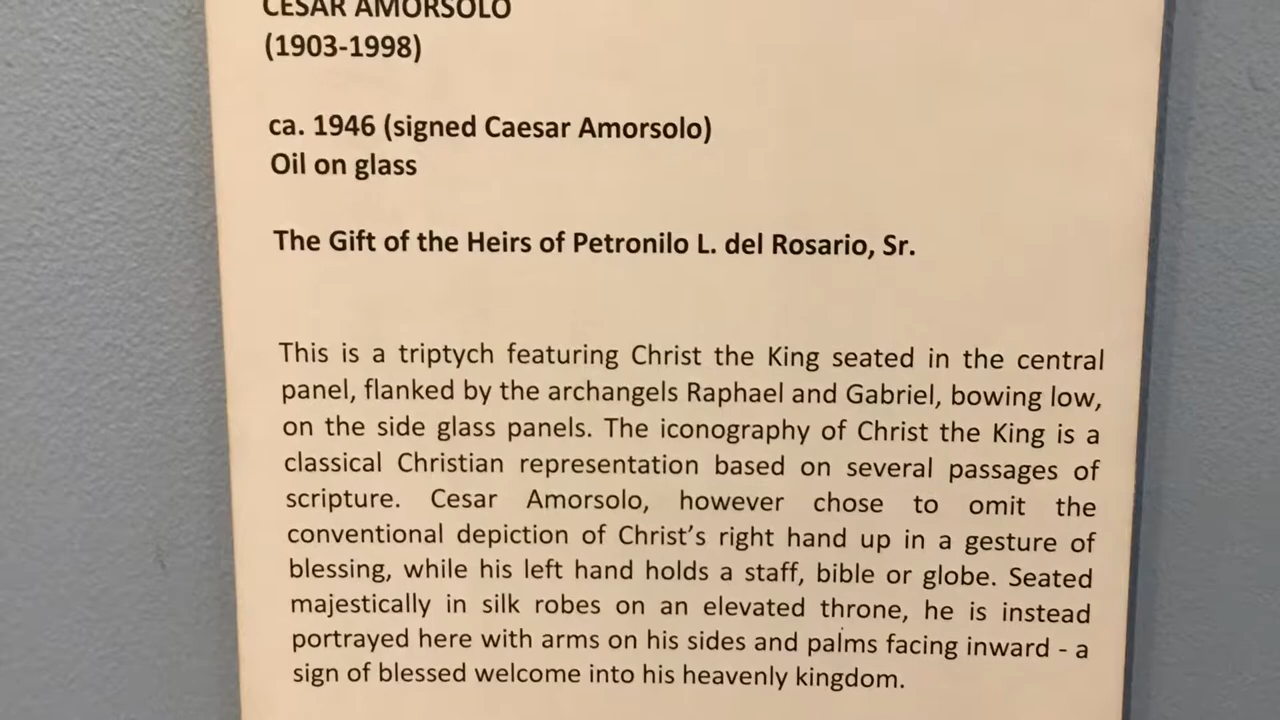 CESAR AMORSOLO
(1903-1998)
ca. 1946 (signed Caesar Amorsolo)
Oil on glass
The Gift of the Heirs of Petronilo L. del Rosario, Sr.
This is a triptych featuring Christ the King seated in the central
panel, flanked by the archangels Raphael and Gabriel, bowing low,
on the side glass panels. The iconography of Christ the King is a
classical Christian representation based on several passages of
scripture. Cesar Amorsolo, however chose to omit the
conventional depiction of Christ’s right hand up in a gesture of
blessing, while his left hand holds a staff, bible or globe. Seated
majestically in silk robes on an elevated throne, he is instead
portrayed here with arms on his sides and palms facing inward - a
sign of blessed welcome into his heavenly kingdom.